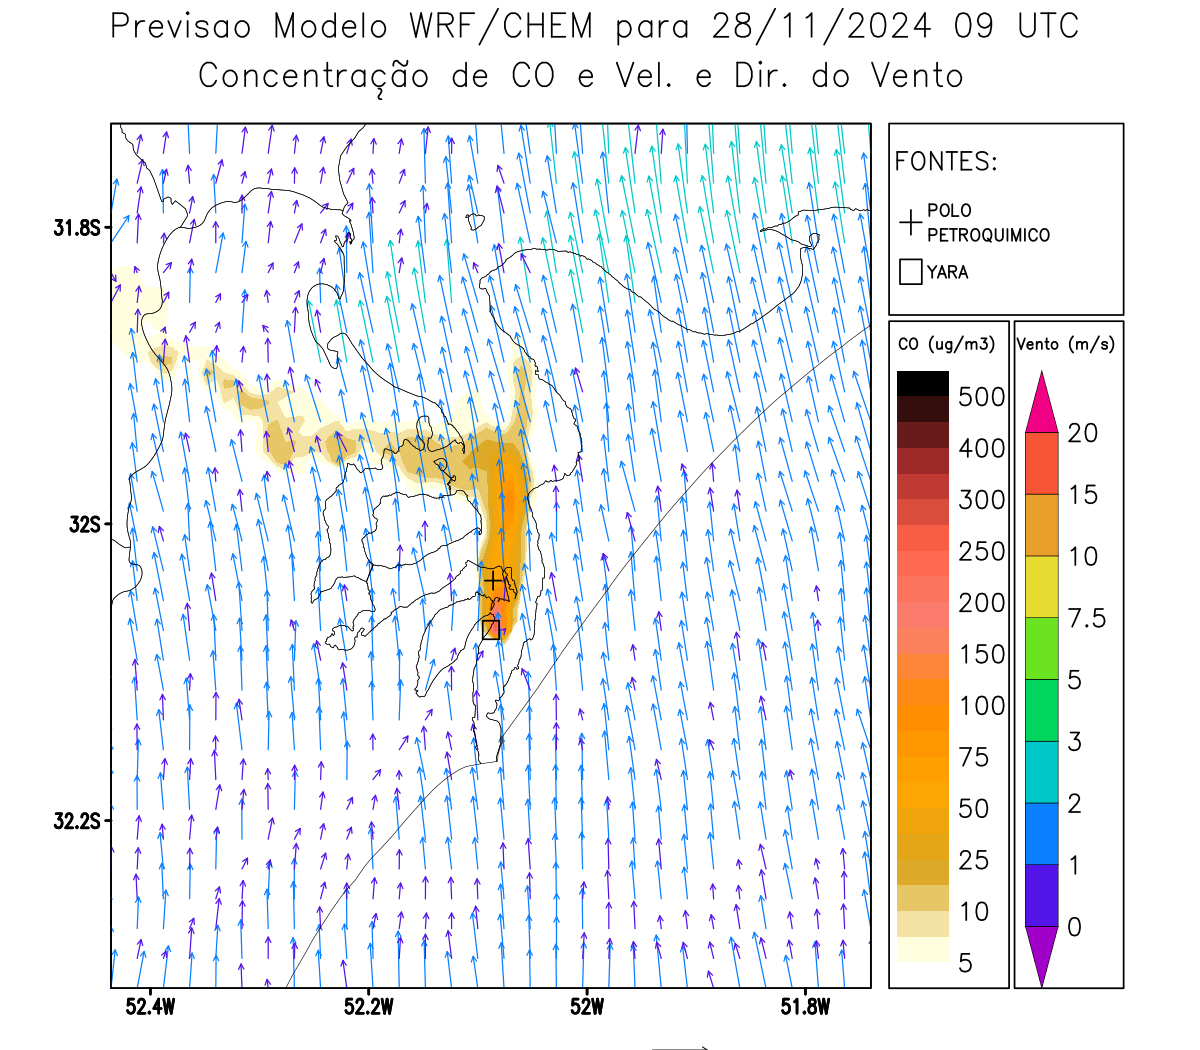 Previsao Modelo WRF/CHEM para 28/11/2024 09 UTC
Concentração de CO e Vel. e Dir. do Vento
FONTES:
POLO
PETROQUIMICO
YARA
31.8S
32S
32.2S
52.4W
52.2W
52W
51.8W
CO (ug/m3)
500
400
300
250
200
150
100
75
50
25
10
5
Vento (m/s)
20
15
10
7.5
5
3
2
1
0